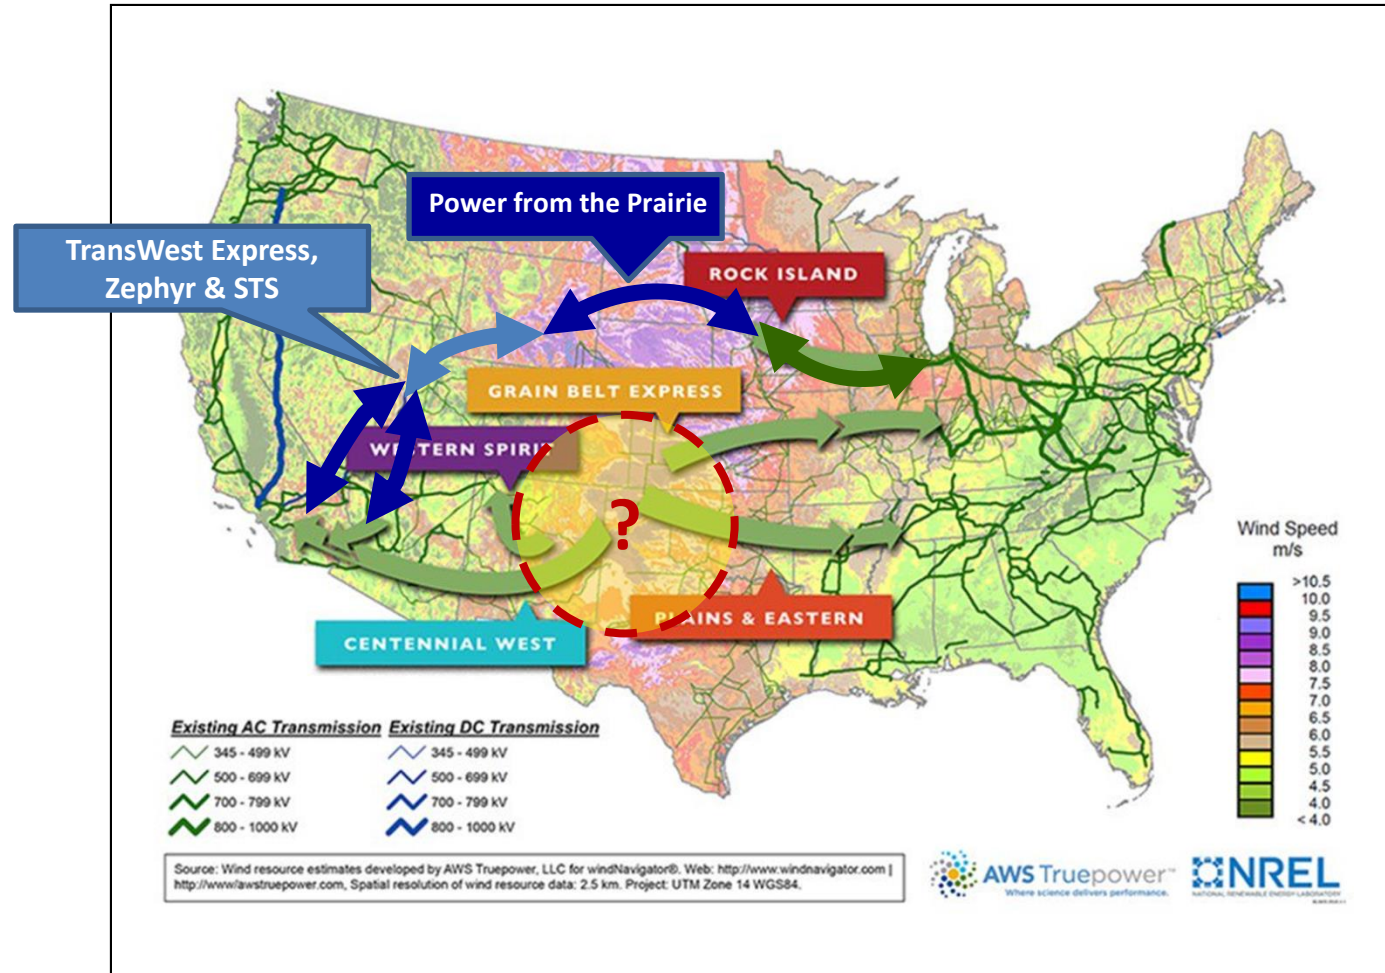 Power from the Prairie
TransWest Express,
Zephyr & STS
ROCK ISLAND
GRAIN BELT EXPRESS
WESTERN SPIRIT
?
PLAINS & EASTERN
CENTENNIAL WEST
Wind Speed
m/s
>10.5
10.0
9.5
9.0
8.5
8.0
7.5
7.0
6.5
6.0
5.5
5.0
4.5
4.0
< 4.0
Existing AC Transmission Existing DC Transmission
345 - 499 kV 345 - 499 kV
500 - 699 kV 500 - 699 kV
700 - 799 kV 700 - 799 kV
800 - 1000 kV 800 - 1000 kV
Source: Wind resource estimates developed by AWS Truepower, LLC for windNavigator®. Web: http://www.windnavigator.com |
http://www/awstruepower.com, Spatial resolution of wind resource data: 2.5 km. Project: UTM Zone 14 WGS84.
AWS Truepower™
Where science delivers performance.
NREL
NATIONAL RENEWABLE ENERGY LABORATORY